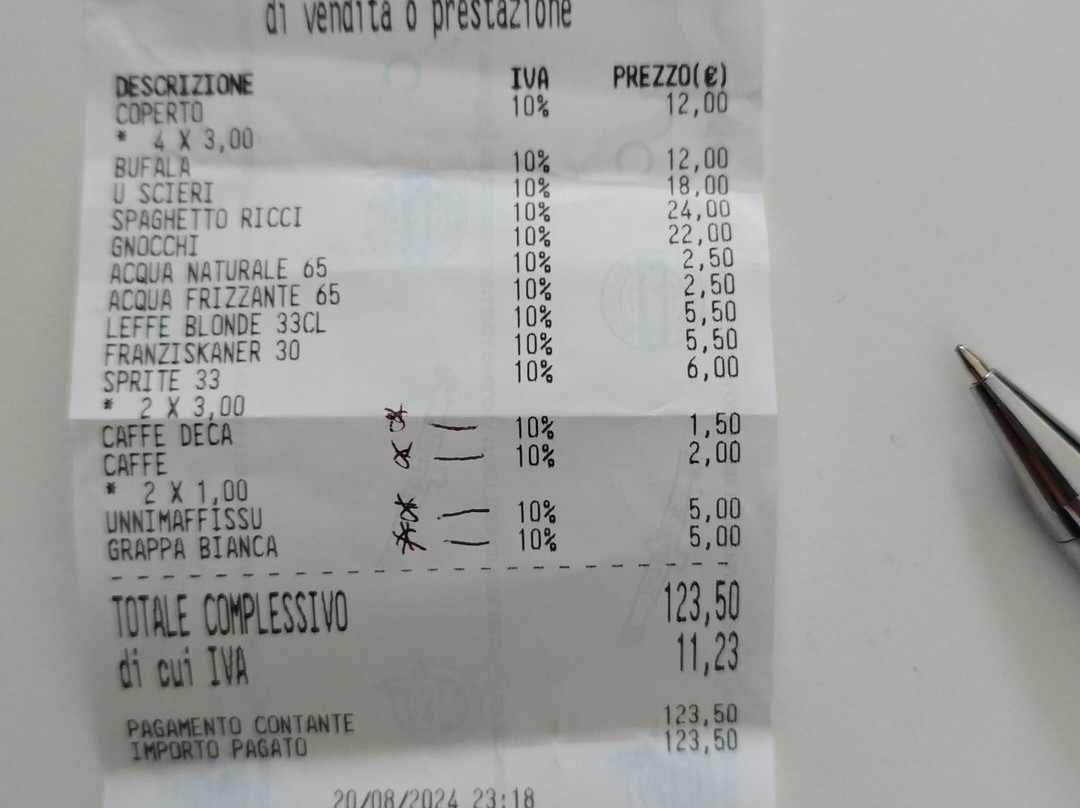 di vendita o prestazione
DESCRIZIONE IVA PREZZO(€)
COPERTO 10% 12,00
* 4 X 3,00
BUFALA 10% 12,00
U SCIERI 10% 18,00
SPAGHETTO RICCI 10% 24,00
GNOCCHI 10% 22,00
ACQUA NATURALE 65 10% 2,50
ACQUA FRIZZANTE 65 10% 2,50
LEFFE BLONDE 33CL 10% 5,50
FRANZISKANER 30 10% 5,50
SPRITE 33 10% 6,00
* 2 X 3,00
CAFFE DECA 10% 1,50
CAFFE 10% 2,00
* 2 X 1,00
UNNIMAFFISSU 10% 5,00
GRAPPA BIANCA 10% 5,00
TOTALE COMPLESSIVO 123,50
di cui IVA 11,23
PAGAMENTO CONTANTE 123,50
IMPORTO PAGATO 123,50
20/08/2024 23:18